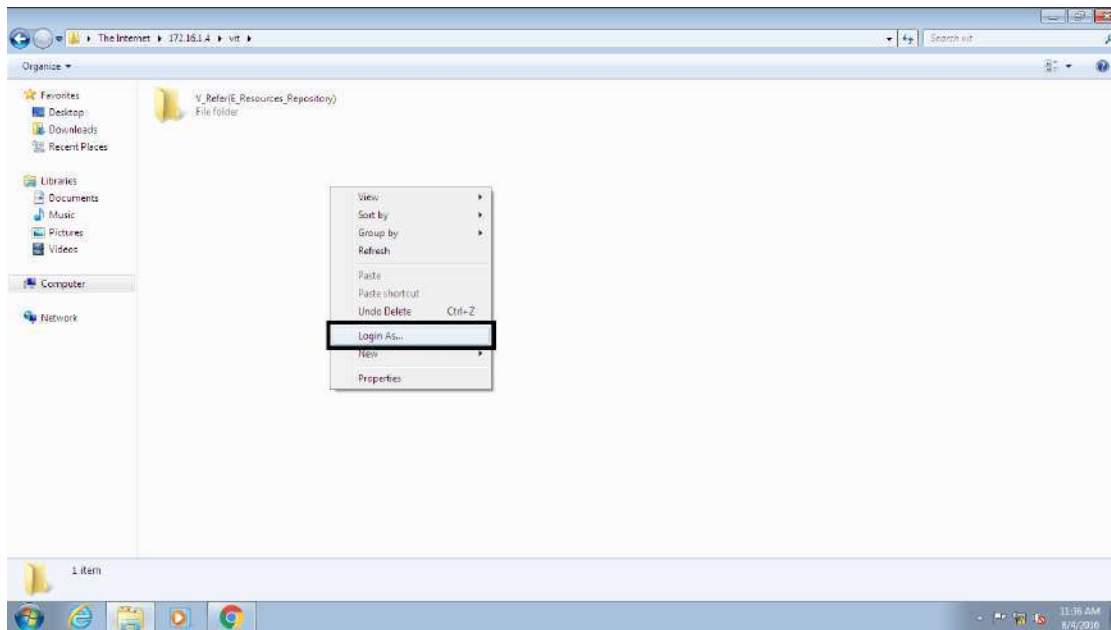 The Internet ▸ 172.16.1.4 ▸ vit ▸
Search vit
Organize
Favorites
Desktop
Downloads
Recent Places
Libraries
Documents
Music
Pictures
Videos
Computer
Network
V_Refer(E_Resources_Repository)
File folder
View
Sort by
Group by
Refresh
Paste
Paste shortcut
Undo Delete Ctrl+Z
Login As...
New
Properties
1 item
11:36 AM
8/4/2016